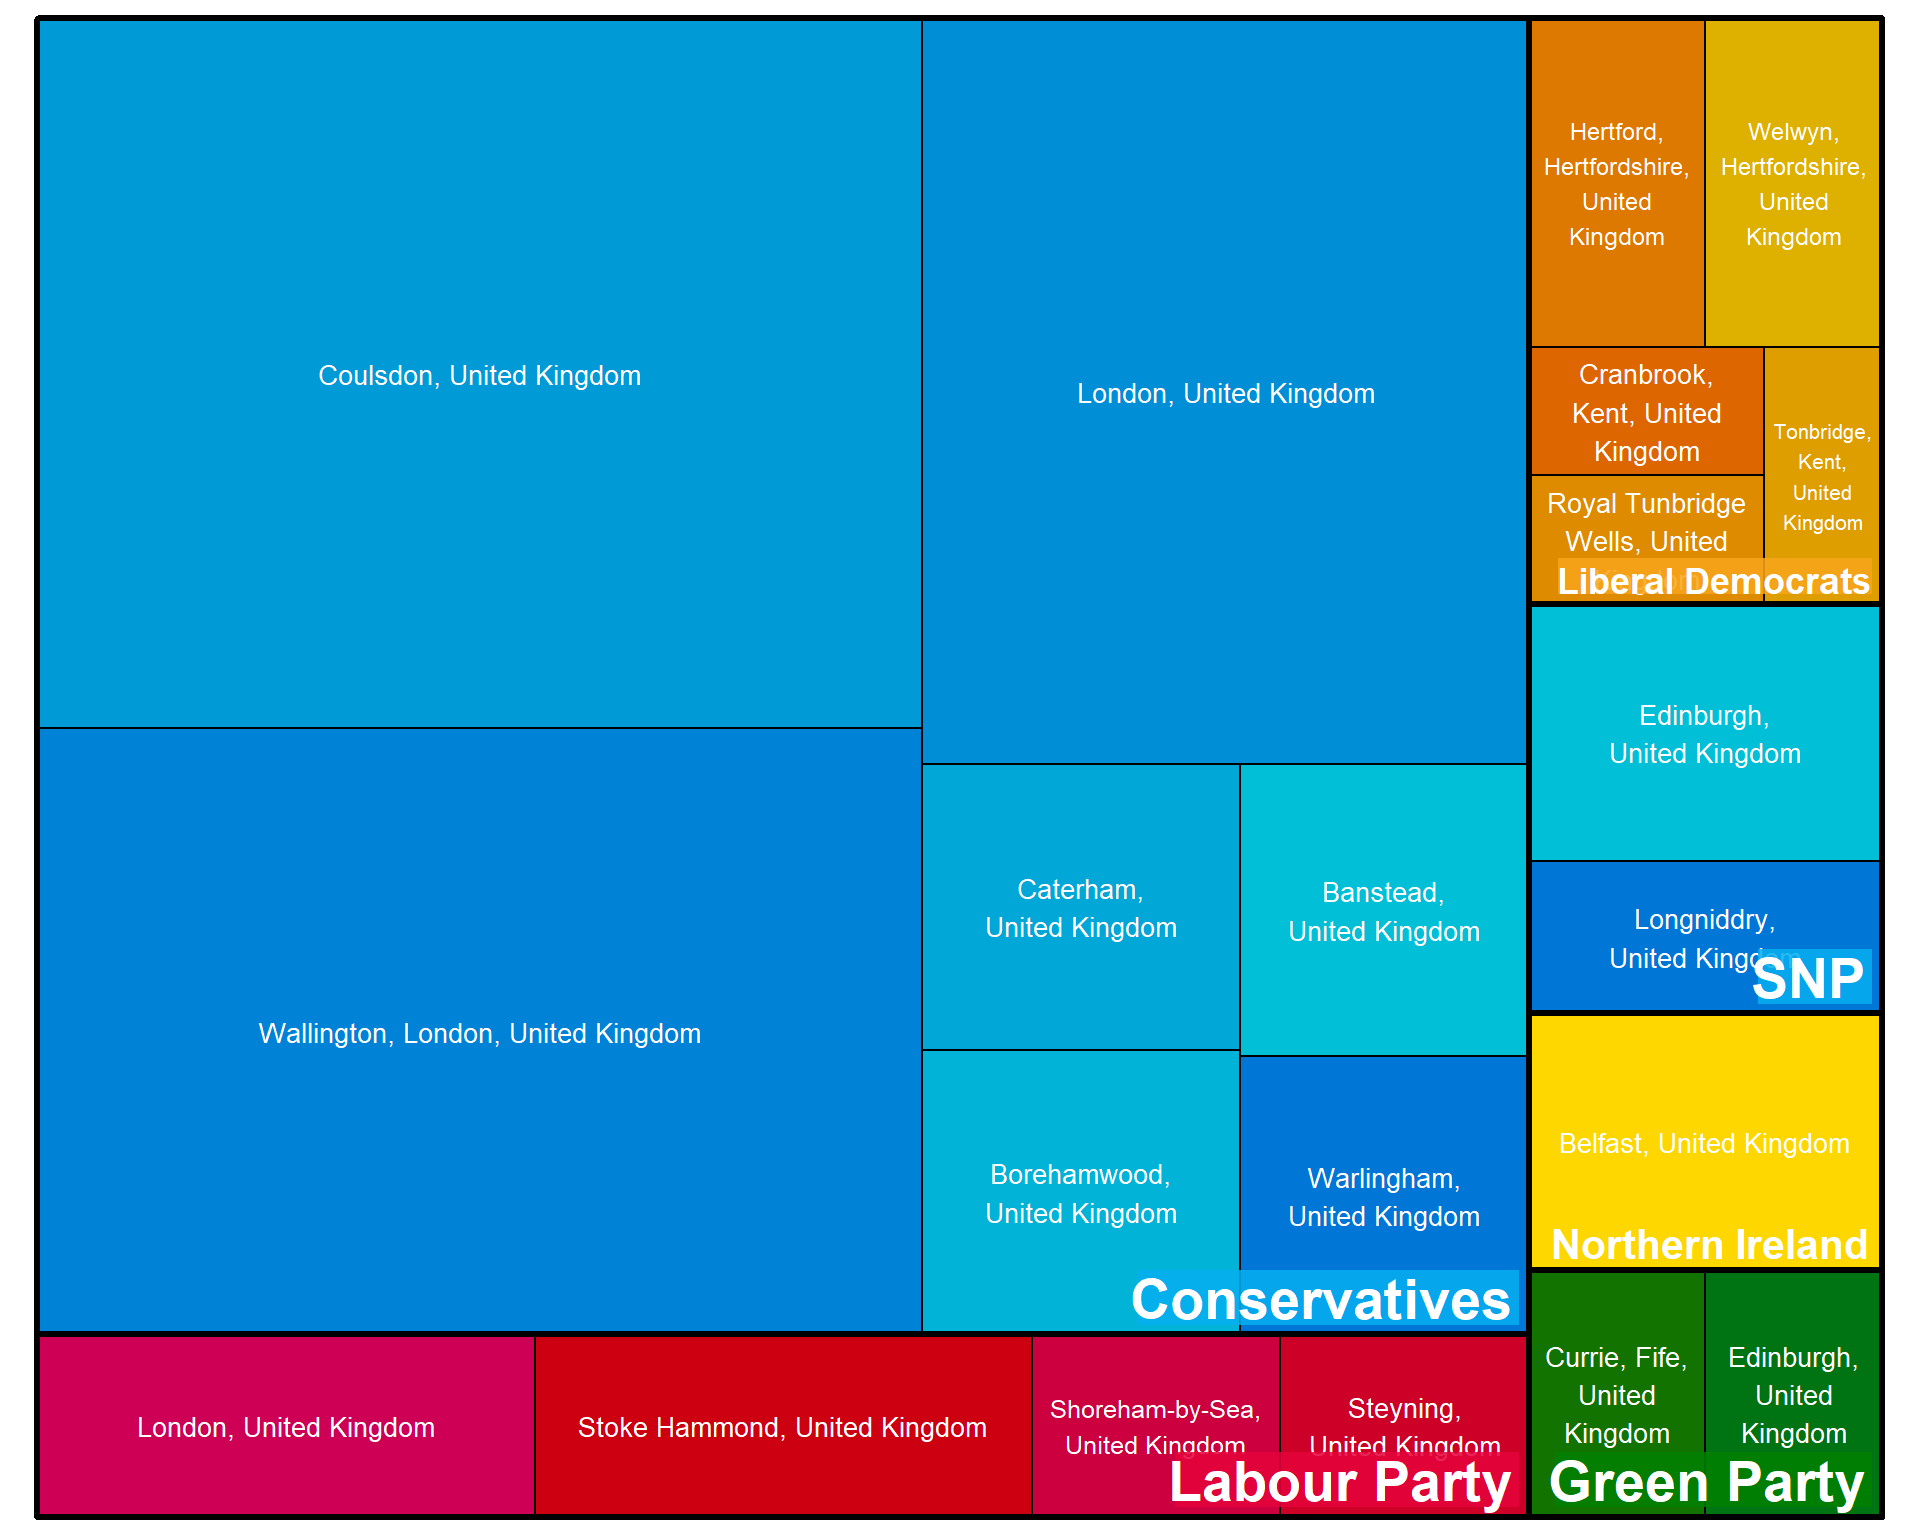 Coulsdon, United Kingdom
London, United Kingdom
Hertford,
Hertfordshire,
United
Kingdom
Welwyn,
Hertfordshire,
United
Kingdom
Cranbrook,
Kent, United
Kingdom
Tonbridge,
Kent,
United
Kingdom
Royal Tunbridge
Wells, United
Liberal Democrats
Edinburgh,
United Kingdom
Longniddry,
United Kingdom
SNP
Wallington, London, United Kingdom
Caterham,
United Kingdom
Banstead,
United Kingdom
Borehamwood,
United Kingdom
Warlingham,
United Kingdom
Conservatives
Belfast, United Kingdom
Northern Ireland
London, United Kingdom
Stoke Hammond, United Kingdom
Shoreham-by-Sea,
United Kingdom
Steyning,
United Kingdom
Labour Party
Currie, Fife,
United
Kingdom
Edinburgh,
United
Kingdom
Green Party